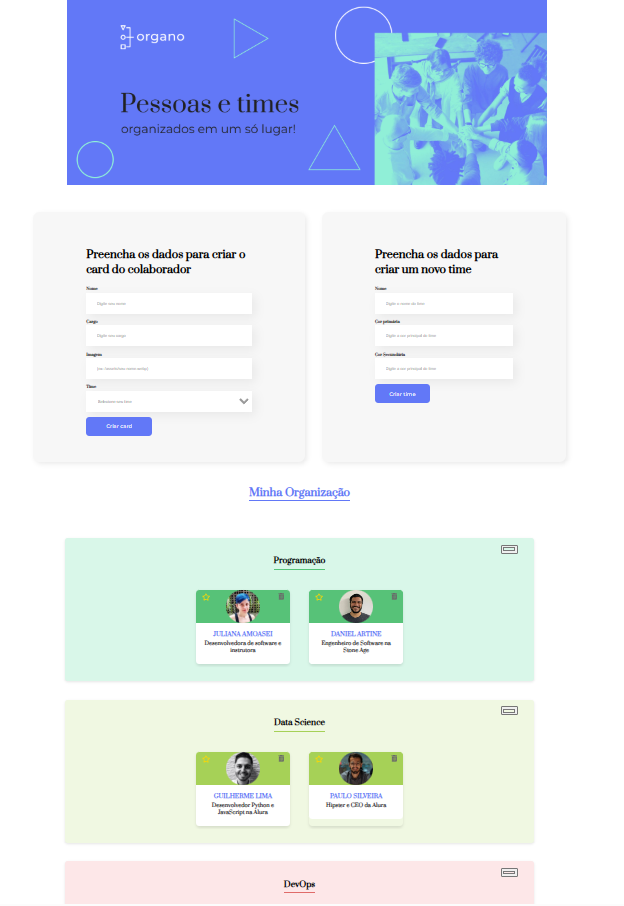 organo
Pessoas e times
organizados em um só lugar!
Preencha os dados para criar o
card do colaborador
Nome
Digite seu nome
Cargo
Digite seu cargo
Imagem
Time
Selecione seu time
Criar card
Preencha os dados para
criar um novo time
Nome
Digite o nome do time
Cor primária
Digite a cor principal do time
Cor Secundária
Digite a cor principal do time
Criar time
Minha Organização
Programação
JULIANA AMOASEI
Desenvolvedora de software e
instrutora
DANIEL ARTINE
Engenheiro de Software na
Stone Age
Data Science
GUILHERME LIMA
Desenvolvedor Python e
JavaScript na Alura
PAULO SILVEIRA
Hipster e CEO da Alura
DevOps